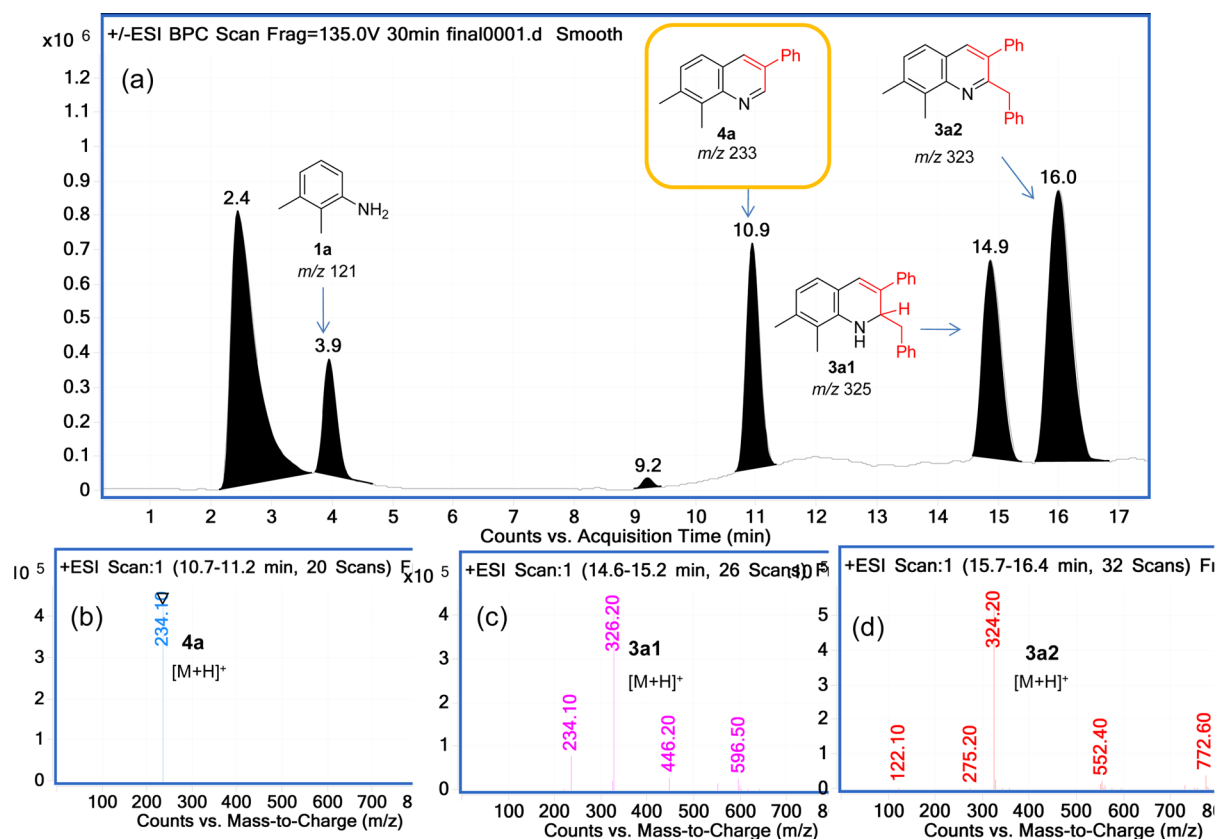 +/-ESI BPC Scan Frag=135.0V 30min final0001.d Smooth
x10 6
(a)
1.2
1.1
1
0.9
0.8
0.7
0.6
0.5
0.4
0.3
0.2
0.1
0
2.4
NH2
1a
m/z 121
3.9
9.2
Ph
N
4a
m/z 233
10.9
Ph
H
N
H
Ph
3a1
m/z 325
14.9
Ph
N
Ph
3a2
m/z 323
16.0
1 2 3 4 5 6 7 8 9 10 11 12 13 14 15 16 17
Counts vs. Acquisition Time (min)
+ESI Scan:1 (10.7-11.2 min, 20 Scans)
10 5
(b)
234.10
4a
[M+H]+
4
3
2
1
0
100 200 300 400 500 600 700 8
Counts vs. Mass-to-Charge (m/z)
+ESI Scan:1 (14.6-15.2 min, 26 Scans)
x10 5
(c)
326.20
3a1
[M+H]+
234.10
446.20
596.50
4
3
2
1
0
100 200 300 400 500 600 700 8
Counts vs. Mass-to-Charge (m/z)
+ESI Scan:1 (15.7-16.4 min, 32 Scans)
10 5
(d)
324.20
3a2
[M+H]+
122.10
275.20
552.40
772.60
5
4
3
2
1
0
100 200 300 400 500 600 700 8
Counts vs. Mass-to-Charge (m/z)